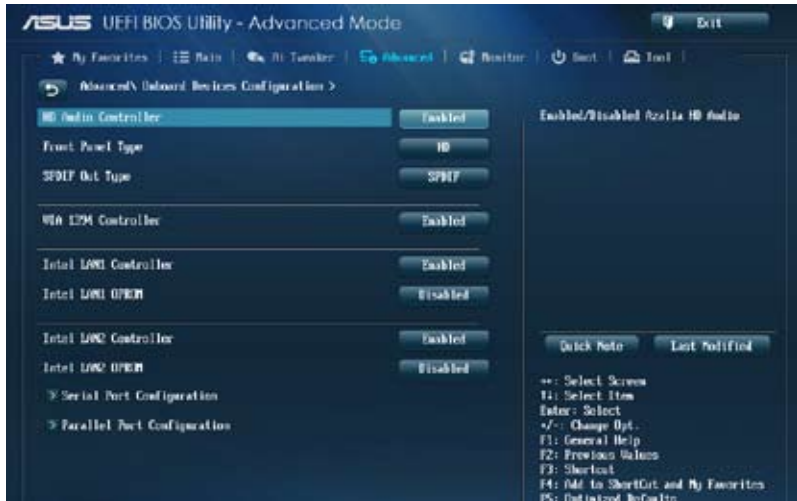 ASUS UEFI BIOS Utility - Advanced Mode
Exit
My Favorites | Main | Ai Tweaker | Advanced | Monitor | Boot | Tool
Advanced\ Onboard Devices Configuration >
HD Audio Controller Enabled
Front Panel Type HD
SPDIF Out Type SPDIF
VIA 1394 Controller Enabled
Intel LAN1 Controller Enabled
Intel LAN1 OPROM Disabled
Intel LAN2 Controller Enabled
Intel LAN2 OPROM Disabled
> Serial Port Configuration
> Parallel Port Configuration
Enabled/Disabled Azalia HD Audio
Quick Note Last Modified
→←: Select Screen
↑↓: Select Item
Enter: Select
+/-: Change Opt.
F1: General Help
F2: Previous Values
F3: Shortcut
F4: Add to ShortCut and My Favorites
F5: Optimized Defaults